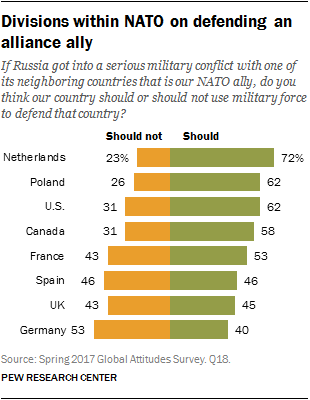 Divisions within NATO on defending an
alliance ally
If Russia got into a serious military conflict with one of
its neighboring countries that is our NATO ally, do you
think our country should or should not use military force
to defend that country?
Should not Should
Netherlands 23% 72%
Poland 26 62
U.S. 31 62
Canada 31 58
France 43 53
Spain 46 46
UK 43 45
Germany 53 40
Source: Spring 2017 Global Attitudes Survey. Q18.
PEW RESEARCH CENTER